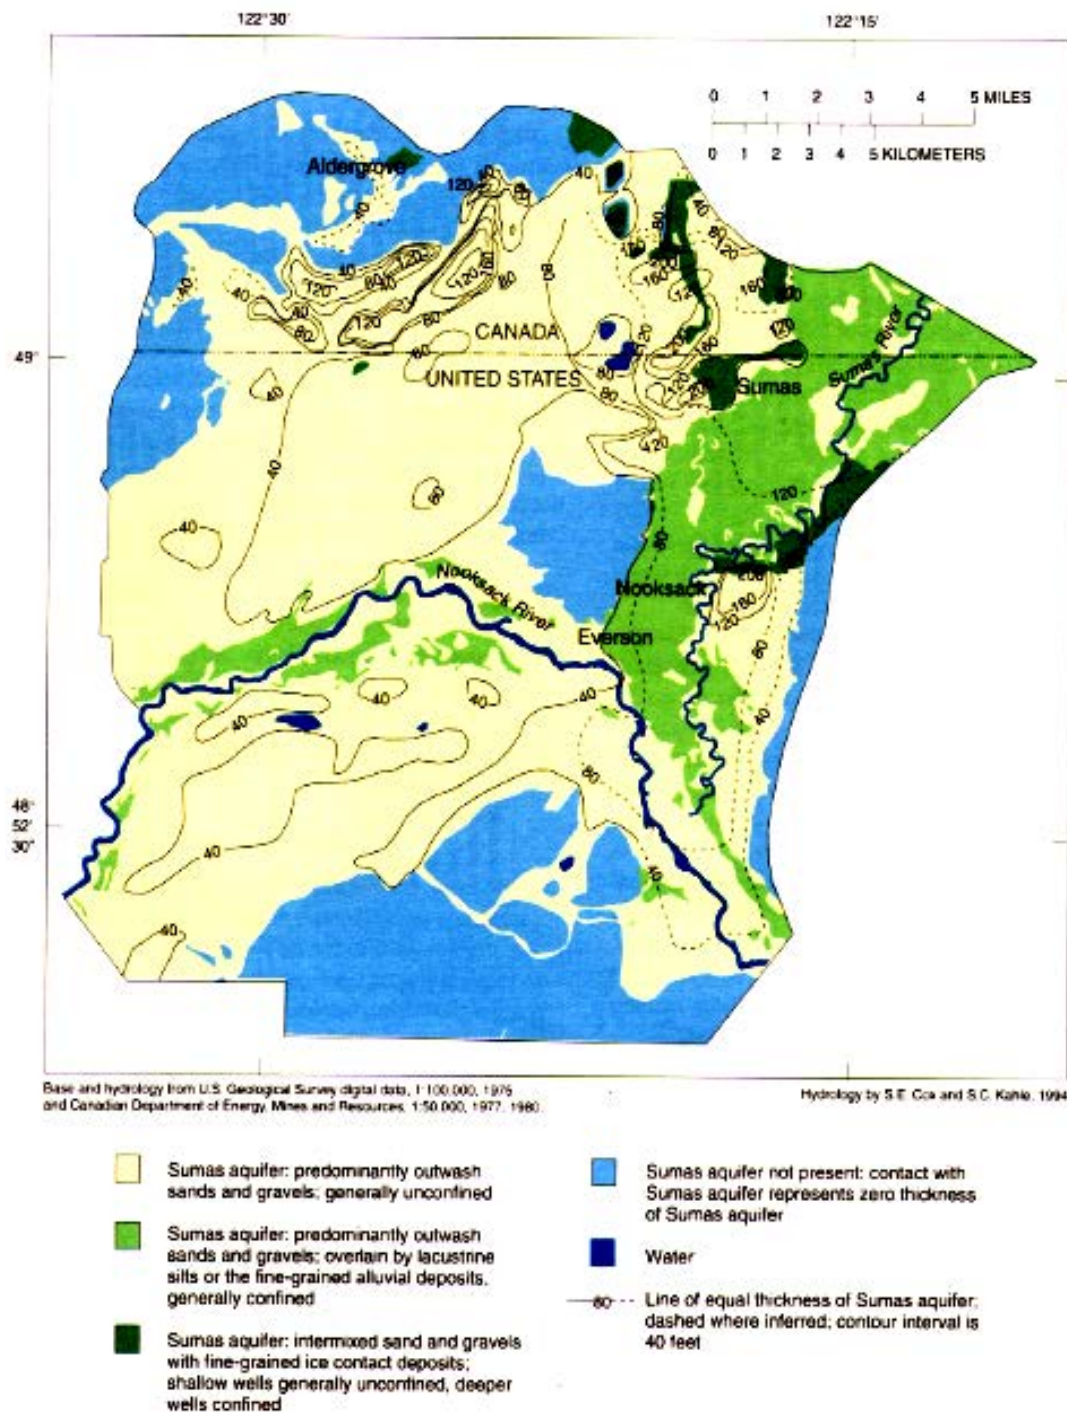 122°30'
122°15'
0 1 2 3 4 5 MILES
0 1 2 3 4 5 KILOMETERS
Aldergrove
CANADA
49°
UNITED STATES
Sumas
Sumas River
Nooksack River
Nooksack
Everson
48°
52'
30"
Base and hydrology from U.S. Geological Survey digital data, 1:100,000, 1975
and Canadian Department of Energy, Mines and Resources, 1:50,000, 1977, 1980.
Hydrology by S.E. Cox and S.C. Kahle, 1994
Sumas aquifer: predominantly outwash
sands and gravels; generally unconfined
Sumas aquifer: predominantly outwash
sands and gravels; overlain by lacustrine
silts or the fine-grained alluvial deposits,
generally confined
Sumas aquifer: intermixed sand and gravels
with fine-grained ice contact deposits;
shallow wells generally unconfined, deeper
wells confined
Sumas aquifer not present: contact with
Sumas aquifer represents zero thickness
of Sumas aquifer
Water
80 Line of equal thickness of Sumas aquifer;
dashed where inferred; contour interval is
40 feet